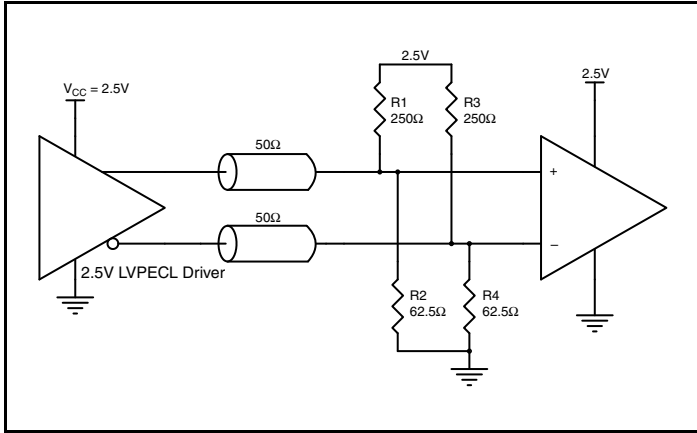 2.5V
V_CC = 2.5V
2.5V
R1
250Ω
R3
250Ω
50Ω
+
50Ω
–
2.5V LVPECL Driver
R2
62.5Ω
R4
62.5Ω